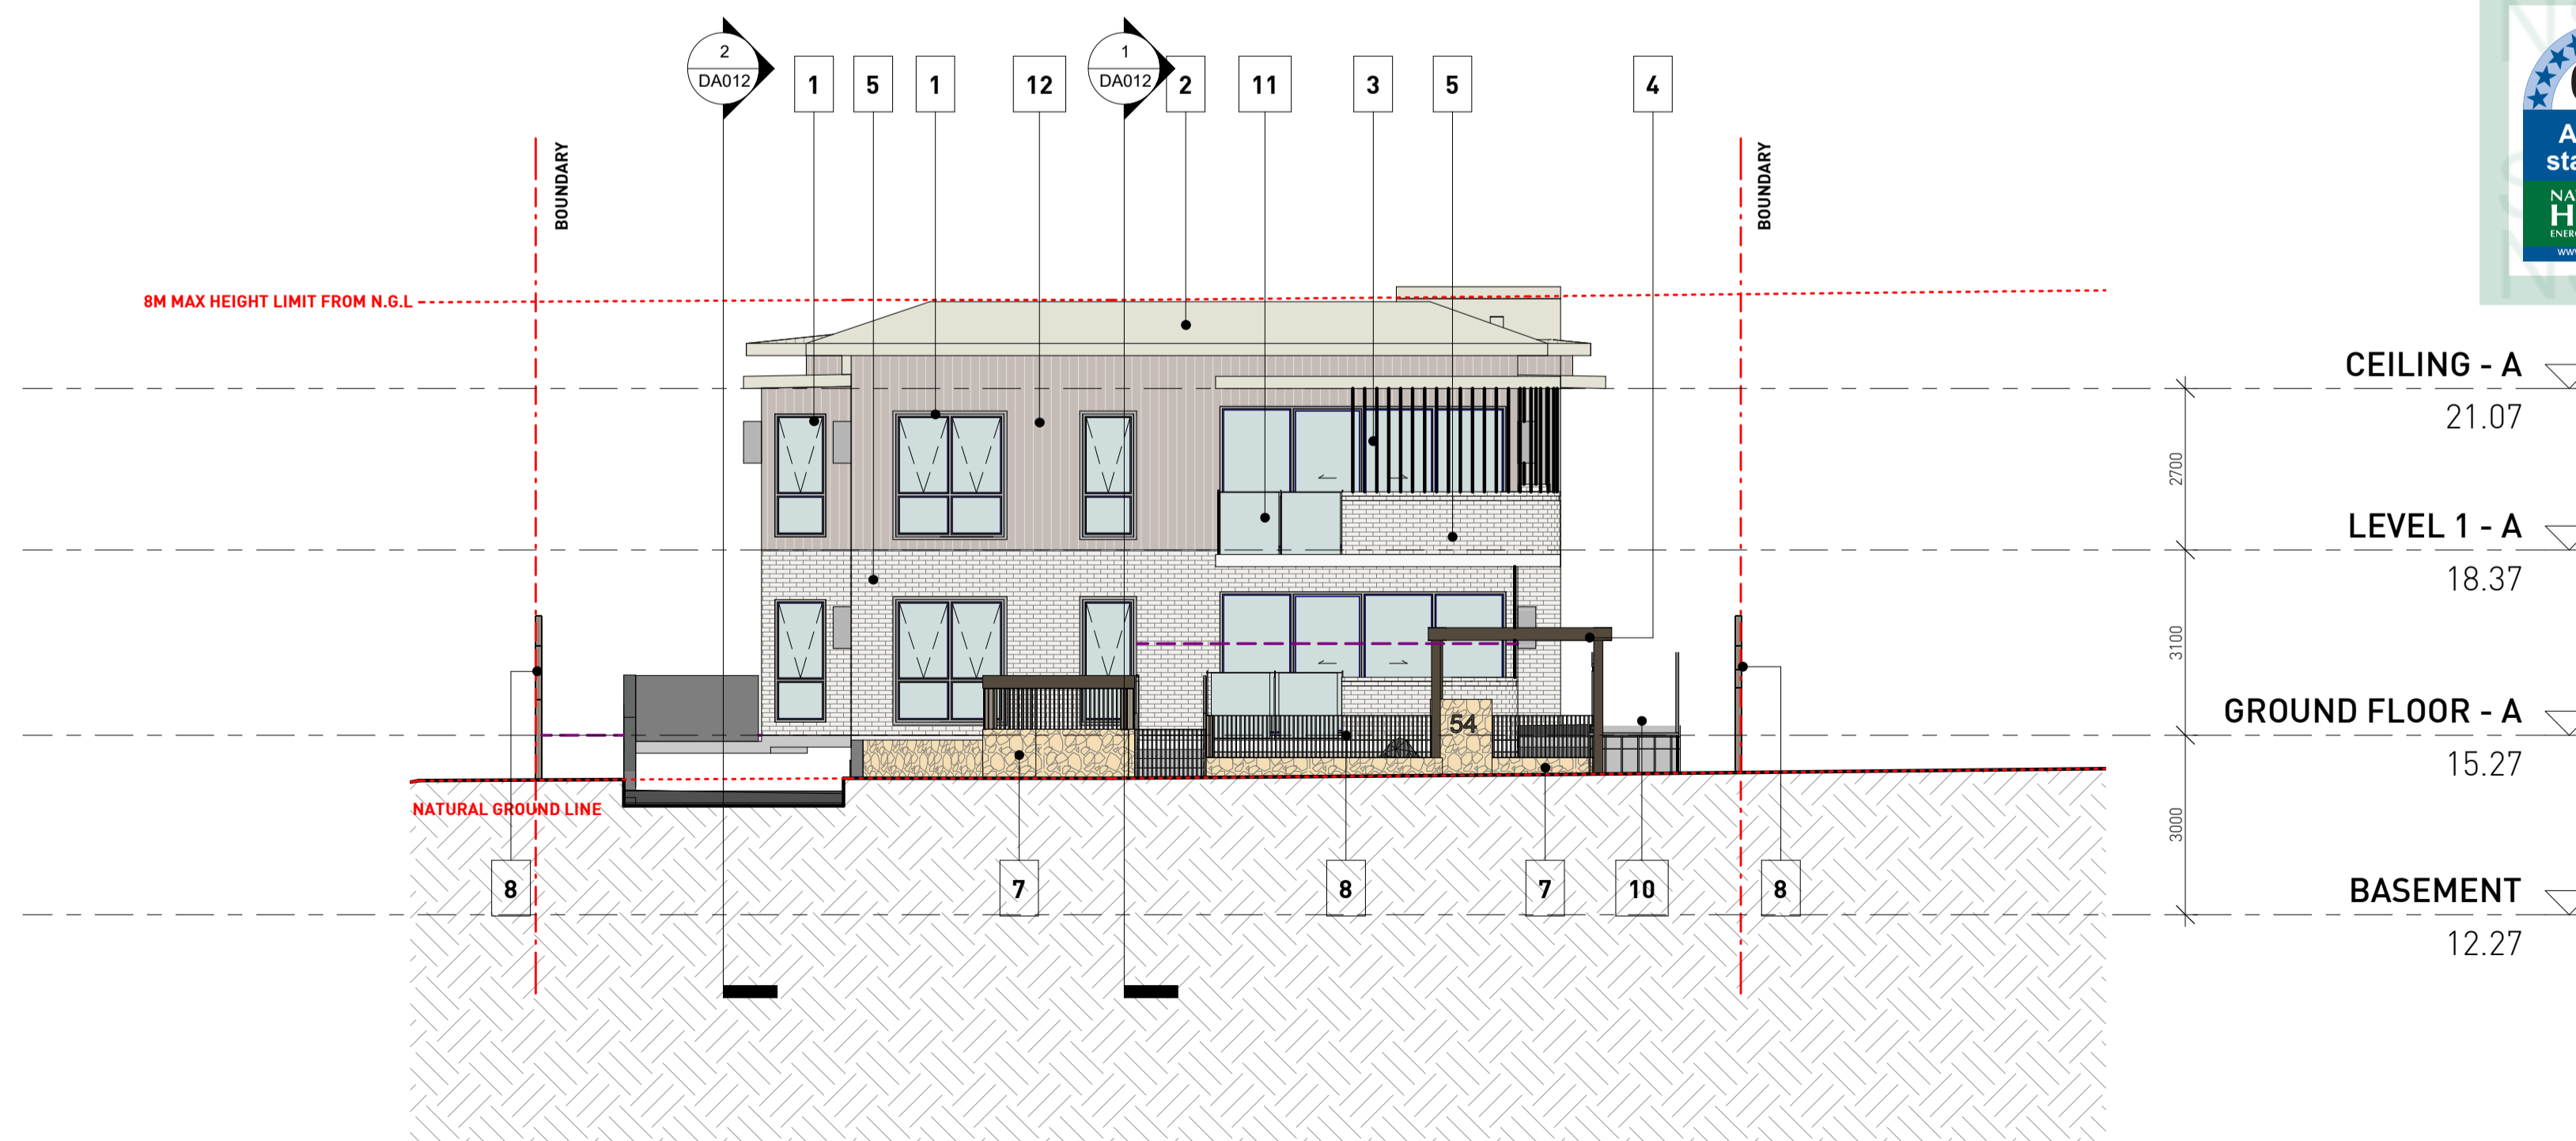 2
DA012
1
5
1
12
1
DA012
2
11
3
5
4
BOUNDARY
BOUNDARY
8M MAX HEIGHT LIMIT FROM N.G.L
CEILING - A
21.07
2700
LEVEL 1 - A
18.37
3100
54
GROUND FLOOR - A
15.27
NATURAL GROUND LINE
3000
8
7
8
7
10
8
BASEMENT
12.27